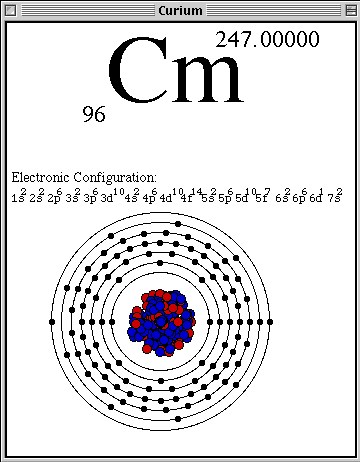 Curium
247.00000
Cm
96
Electronic Configuration:
1s² 2s² 2p⁶ 3s² 3p⁶ 3d¹⁰ 4s² 4p⁶ 4d¹⁰ 4f¹⁴ 5s² 5p⁶ 5d¹⁰ 5f⁷ 6s² 6p⁶ 6d¹ 7s²